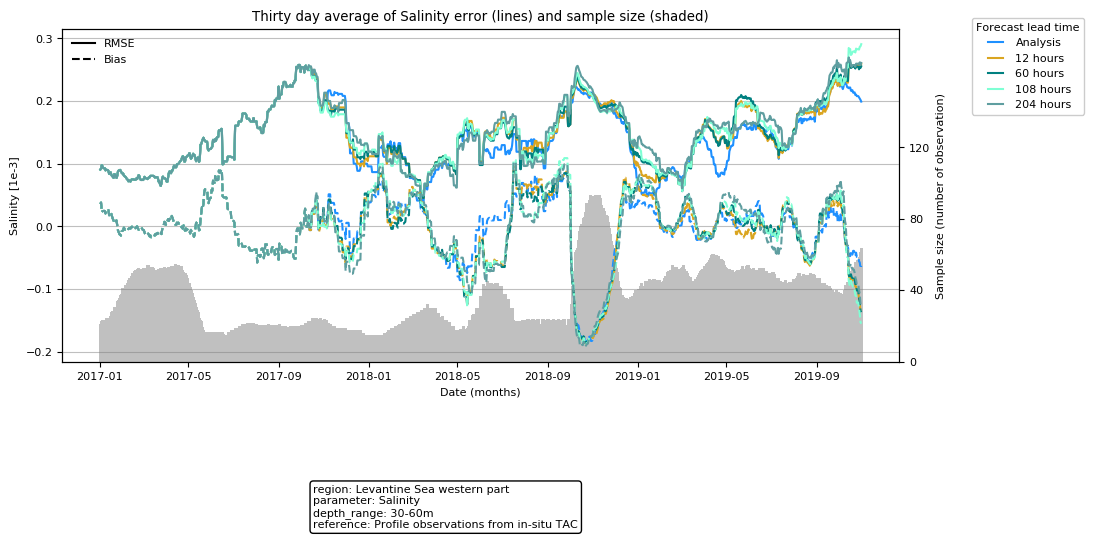 Thirty day average of Salinity error (lines) and sample size (shaded)
RMSE
Bias
Salinity [1e-3]
0.3
0.2
0.1
0.0
−0.1
−0.2
2017-01
2017-05
2017-09
2018-01
2018-05
2018-09
2019-01
2019-05
2019-09
Date (months)
120
80
40
0
Sample size (number of observation)
Forecast lead time
Analysis
12 hours
60 hours
108 hours
204 hours
region: Levantine Sea western part
parameter: Salinity
depth_range: 30-60m
reference: Profile observations from in-situ TAC